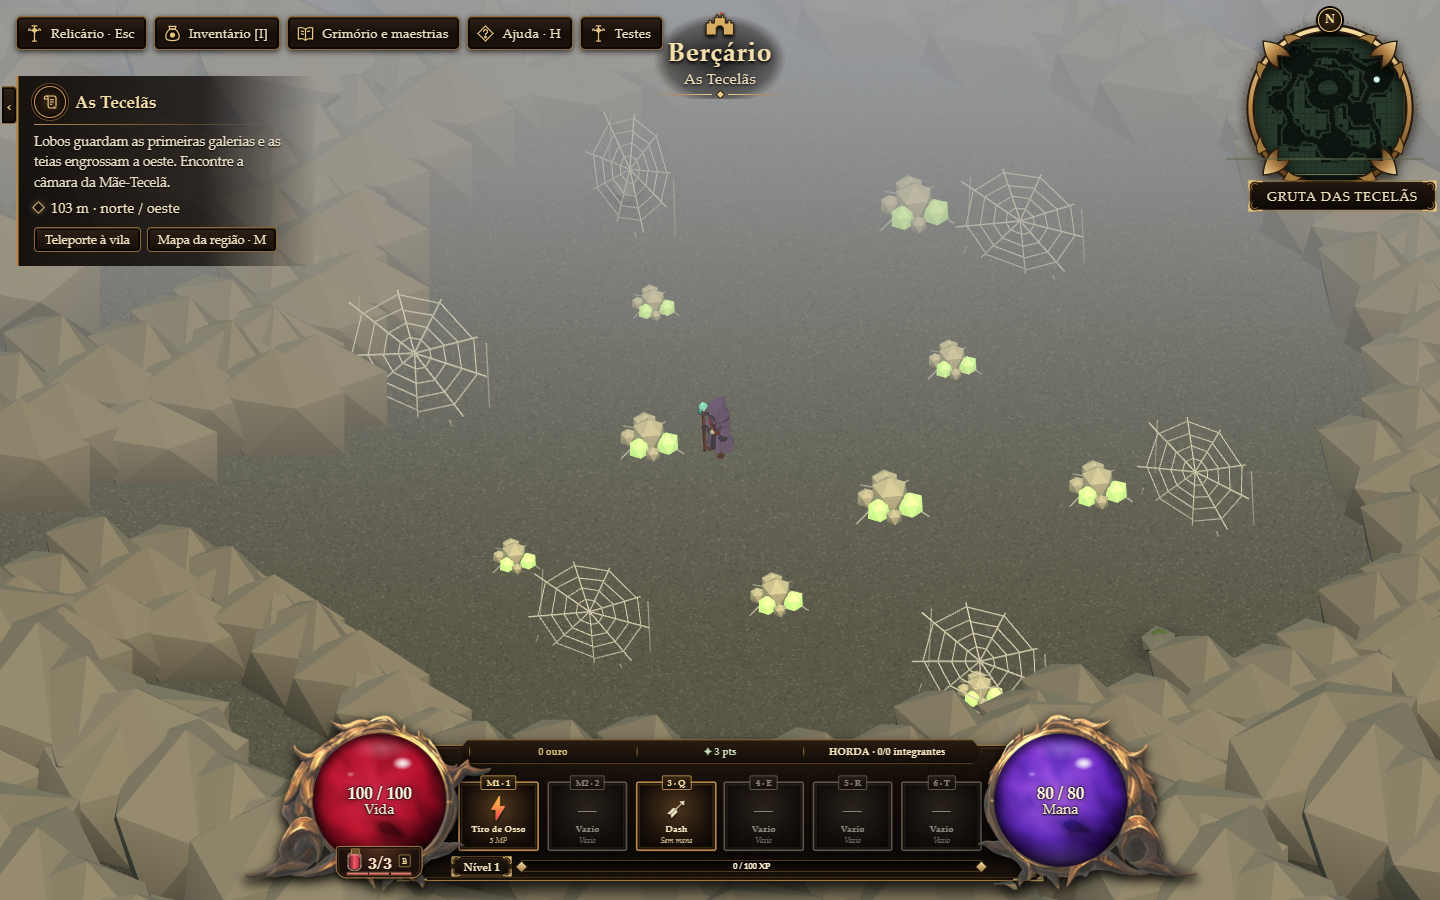 Relicário · Esc
Inventário [I]
Grimório e maestrias
Ajuda · H
Testes
Berçário
As Tecelãs
N
GRUTA DAS TECELÃS
‹
As Tecelãs
Lobos guardam as primeiras galerias e as
teias engrossam a oeste. Encontre a
câmara da Mãe-Tecelã.
103 m · norte / oeste
Teleporte à vila
Mapa da região · M
0 ouro
✦ 3 pts
HORDA · 0/0 integrantes
100 / 100
Vida
3/3 B
M1 · 1
Tiro de Osso
5 MP
M2 · 2
—
Vazio
Vazio
3 · Q
Dash
Sem mana
4 · E
—
Vazio
Vazio
5 · R
—
Vazio
Vazio
6 · T
—
Vazio
Vazio
80 / 80
Mana
Nível 1
0 / 100 XP